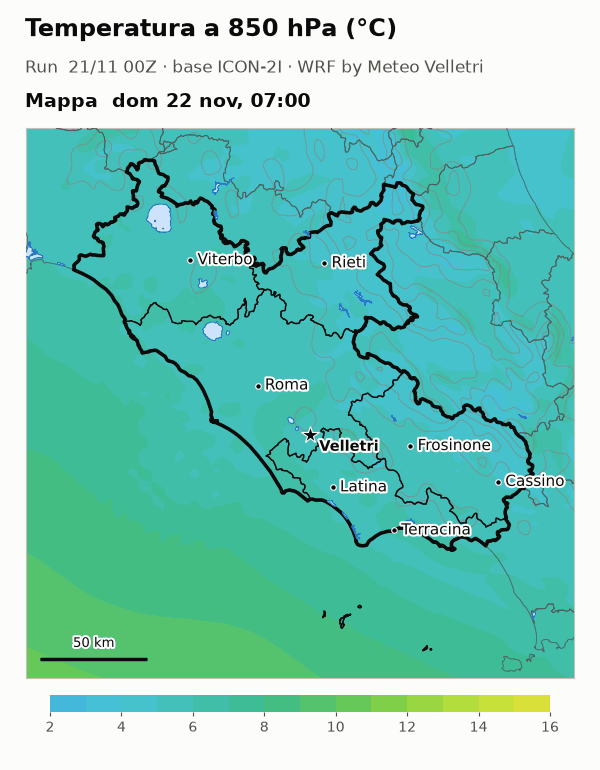 Temperatura a 850 hPa (°C)
Run 21/11 00Z · base ICON-2I · WRF by Meteo Velletri
Mappa dom 22 nov, 07:00
Viterbo
Rieti
Roma
Velletri
Frosinone
Latina
Cassino
Terracina
50 km
2 4 6 8 10 12 14 16